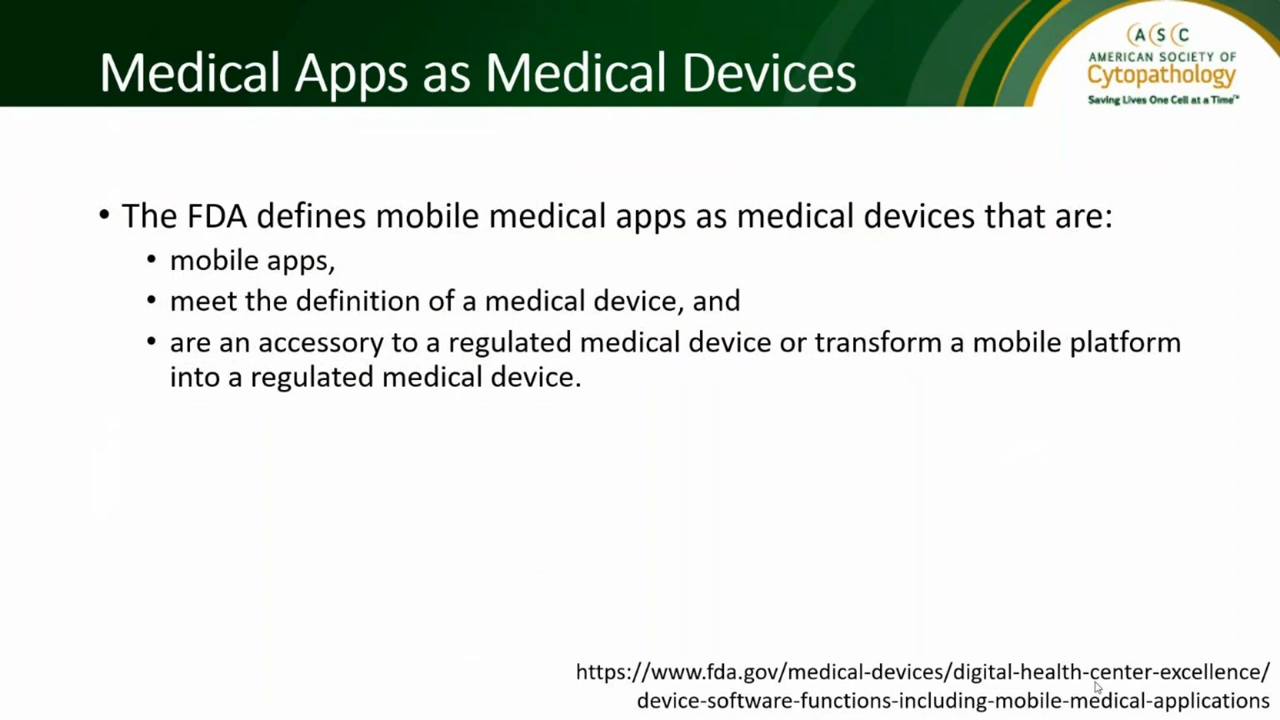 Medical Apps as Medical Devices
A S C
AMERICAN SOCIETY OF
Cytopathology
Saving Lives One Cell at a Time™
• The FDA defines mobile medical apps as medical devices that are:
• mobile apps,
• meet the definition of a medical device, and
• are an accessory to a regulated medical device or transform a mobile platform
into a regulated medical device.
https://www.fda.gov/medical-devices/digital-health-center-excellence/
device-software-functions-including-mobile-medical-applications